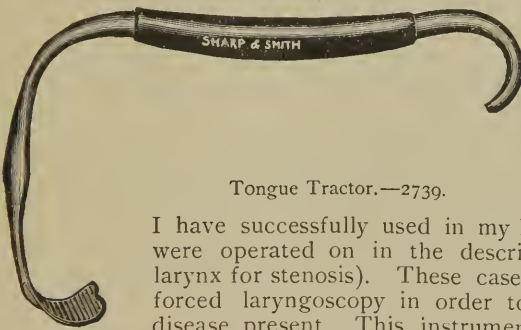 SHARP & SMITH
Tongue Tractor.—2739.
I have successfully used in my
were operated on in the descri
larynx for stenosis). These case
forced laryngoscopy in order to
disease present. This instrumen